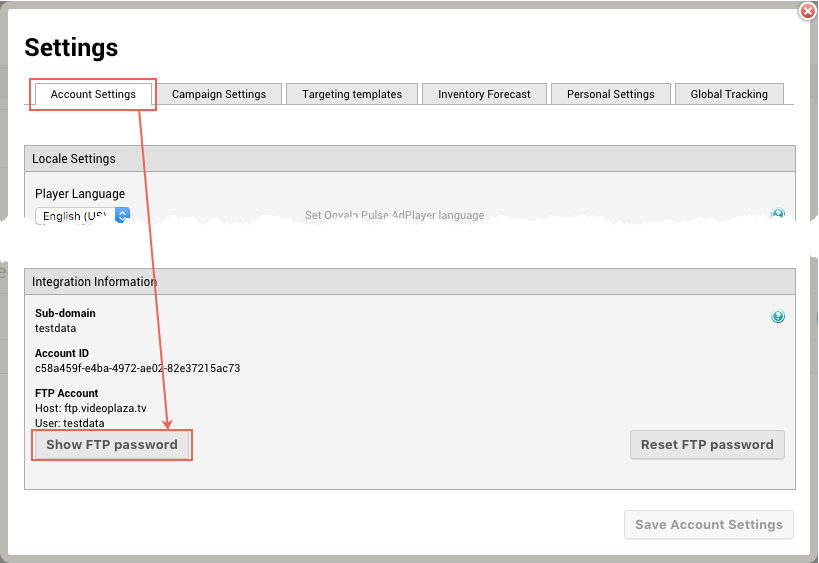 Settings
Account Settings
Campaign Settings
Targeting templates
Inventory Forecast
Personal Settings
Global Tracking
Locale Settings
Player Language
English (US)
Set Ooyala Pulse AdPlayer language
Integration Information
Sub-domain
testdata
Account ID
c58a459f-e4ba-4972-ae02-82e37215ac73
FTP Account
Host: ftp.videoplaza.tv
User: testdata
Show FTP password
Reset FTP password
Save Account Settings